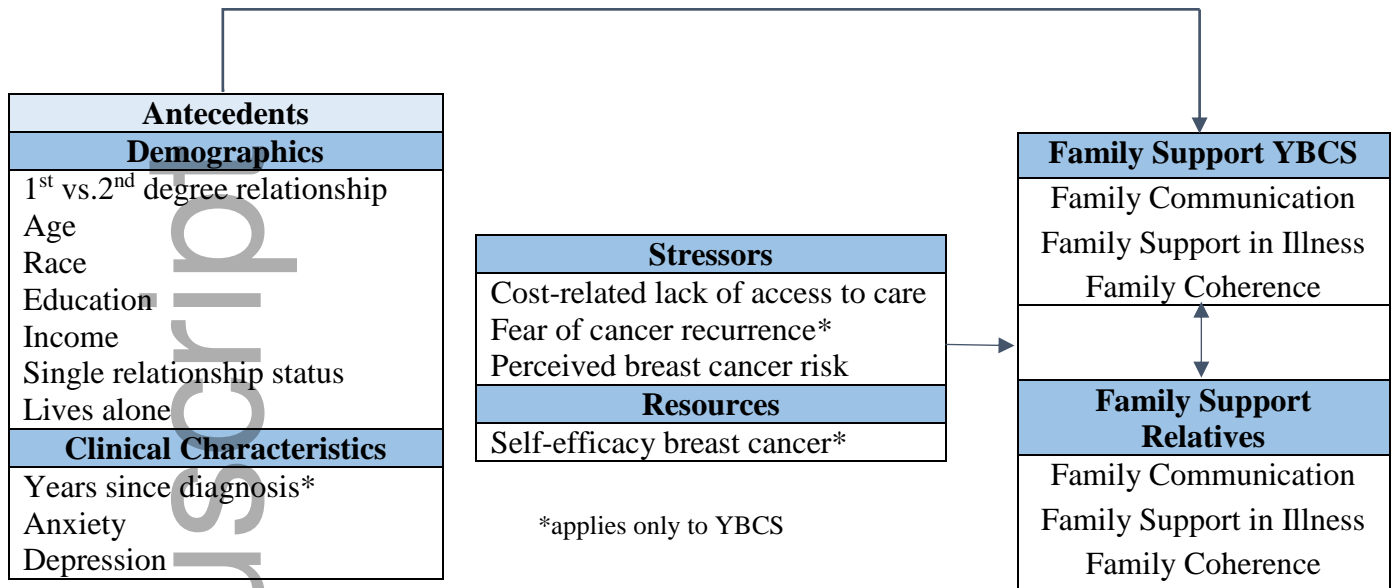 Antecedents
Demographics
1st vs.2nd degree relationship
Age
Race
Education
Income
Single relationship status
Lives alone
Clinical Characteristics
Years since diagnosis*
Anxiety
Depression
Stressors
Cost-related lack of access to care
Fear of cancer recurrence*
Perceived breast cancer risk
Resources
Self-efficacy breast cancer*
*applies only to YBCS
Family Support YBCS
Family Communication
Family Support in Illness
Family Coherence
Family Support
Relatives
Family Communication
Family Support in Illness
Family Coherence
uscript